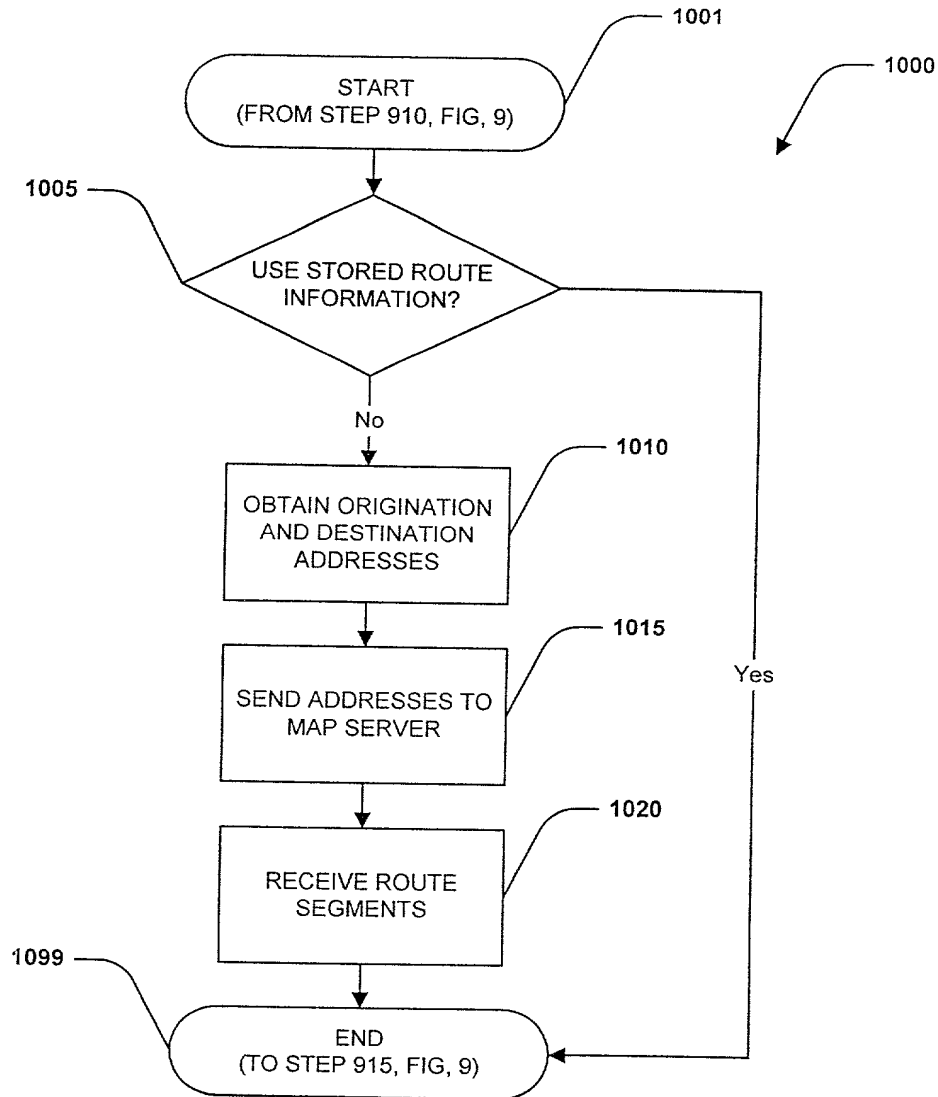 1001
START
(FROM STEP 910, FIG, 9)
1000
1005
USE STORED ROUTE
INFORMATION?
No
1010
OBTAIN ORIGINATION
AND DESTINATION
ADDRESSES
1015
SEND ADDRESSES TO
MAP SERVER
Yes
1020
RECEIVE ROUTE
SEGMENTS
1099
END
(TO STEP 915, FIG, 9)